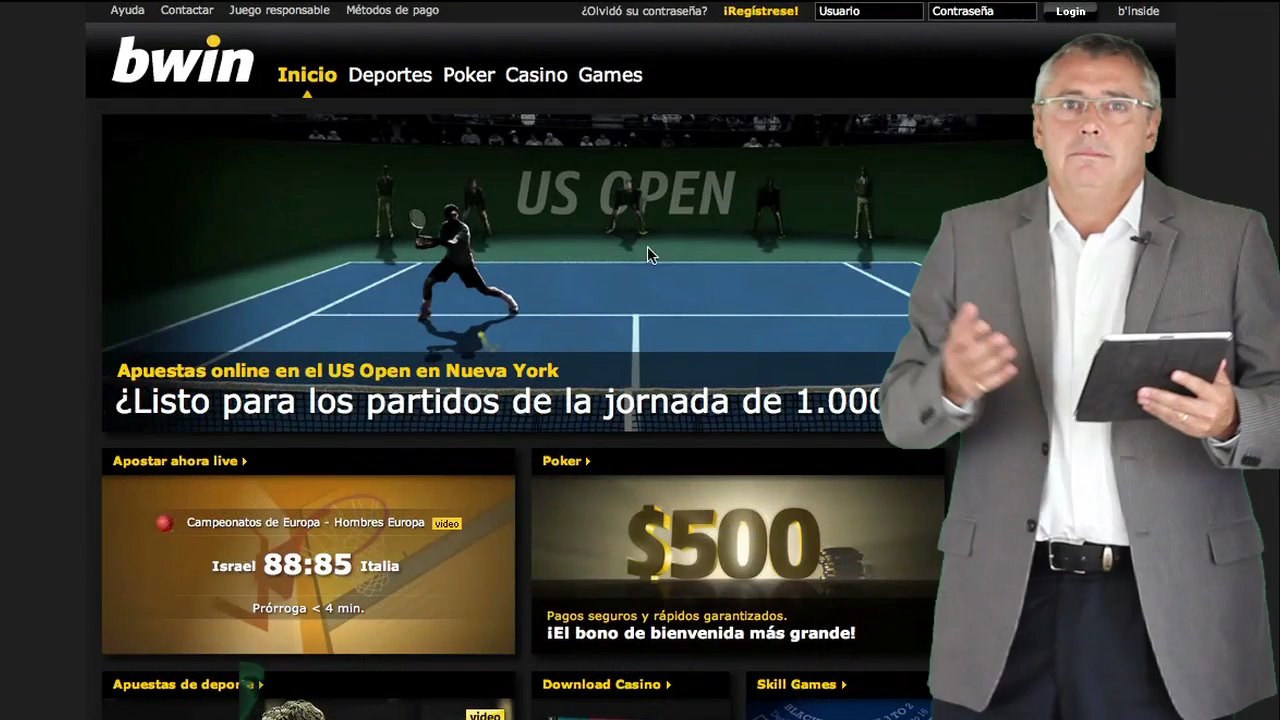 Ayuda Contactar Juego responsable Métodos de pago ¿Olvidó su contraseña? ¡Regístrese! Usuario Contraseña Login b'inside
bwin Inicio Deportes Poker Casino Games
US OPEN
Apuestas online en el US Open en Nueva York
¿Listo para los partidos de la jornada de 1.000
Apostar ahora live
Poker
Campeonatos de Europa - Hombres Europa video
$500
Israel 88:85 Italia
Prórroga < 4 min.
Pagos seguros y rápidos garantizados.
¡El bono de bienvenida más grande!
Apuestas de depor
Download Casino
Skill Games
video